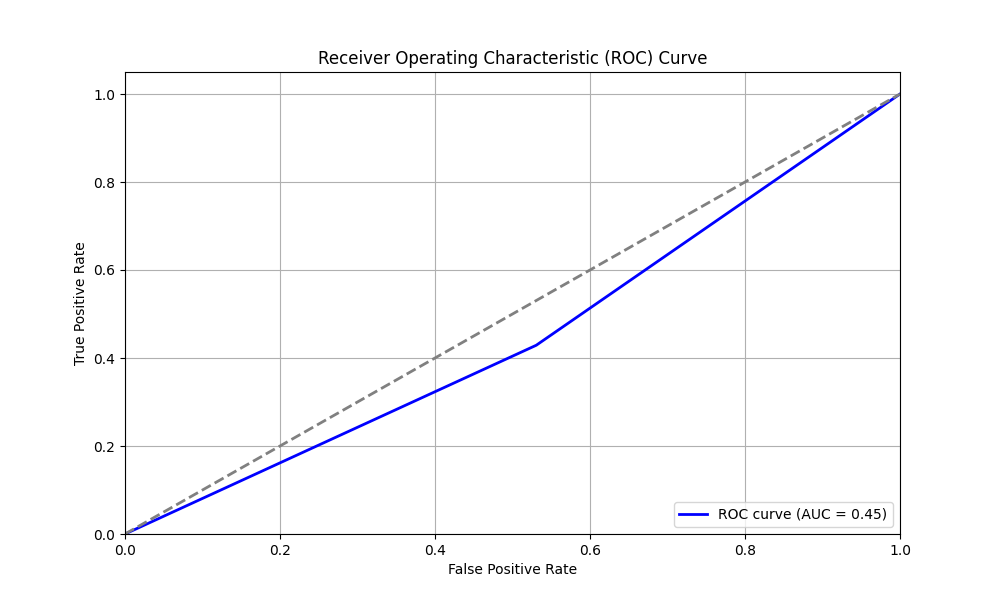 Receiver Operating Characteristic (ROC) Curve
True Positive Rate
1.0
0.8
0.6
0.4
0.2
0.0
ROC curve (AUC = 0.45)
0.0 0.2 0.4 0.6 0.8 1.0
False Positive Rate